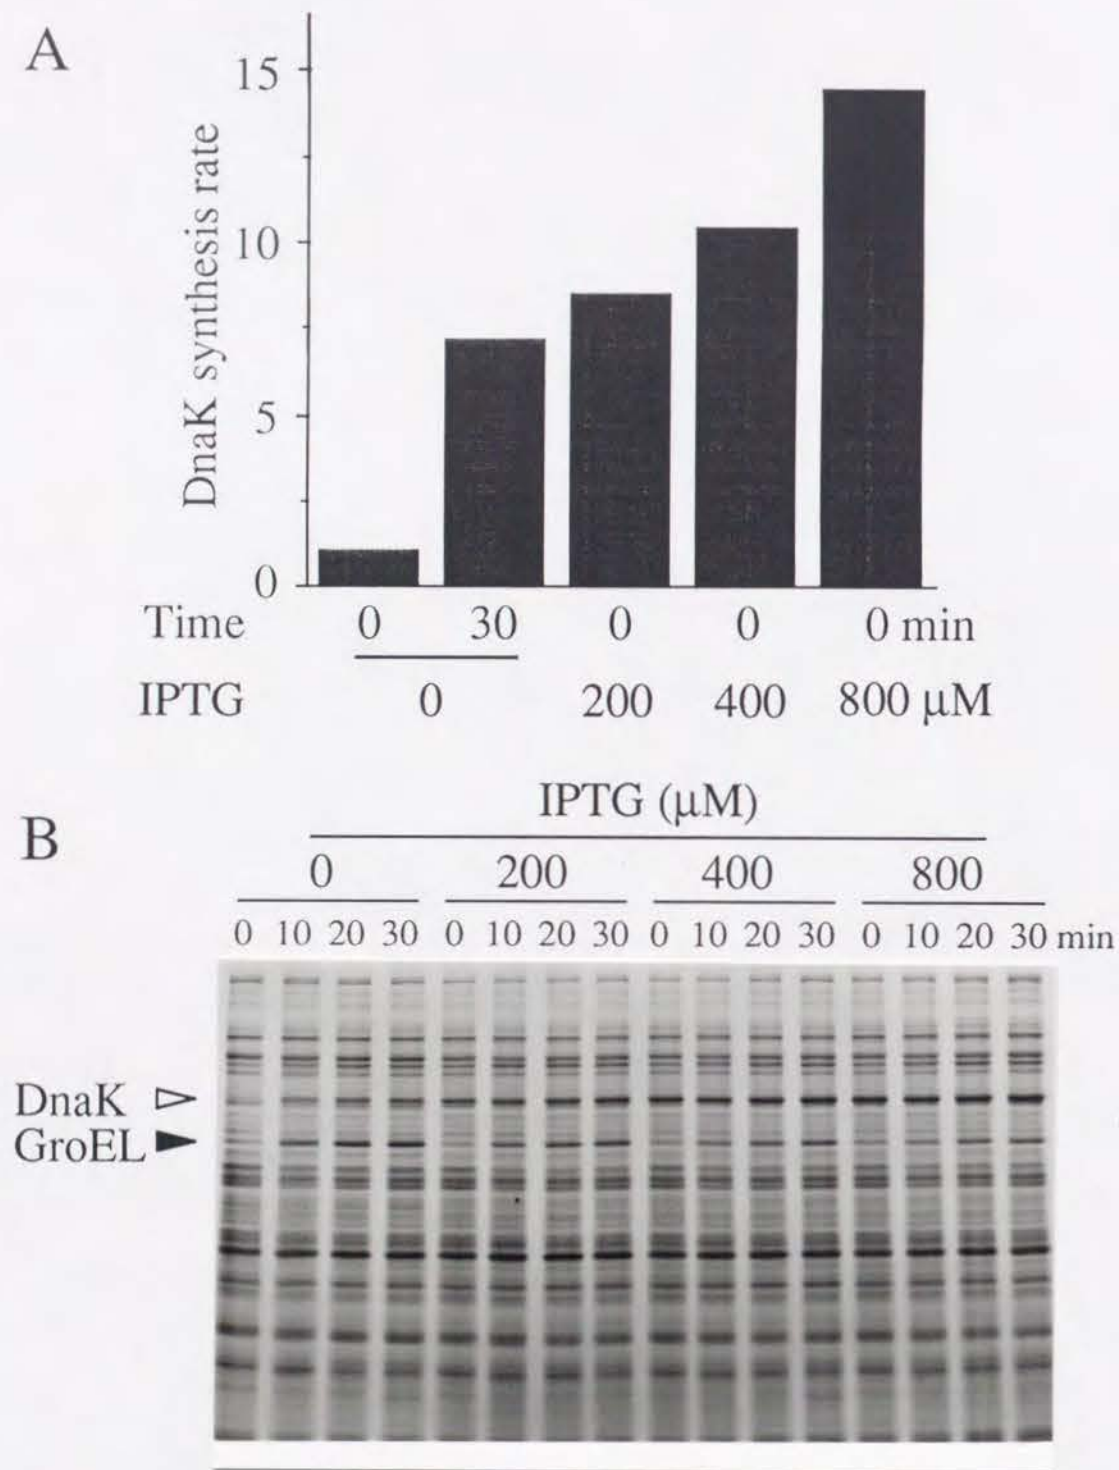 A
DnaK synthesis rate
15
10
5
0
Time 0 30 0 0 0 min
IPTG 0 200 400 800 μM
B
IPTG (μM)
0 200 400 800
0 10 20 30 0 10 20 30 0 10 20 30 0 10 20 30 min
DnaK
GroEL